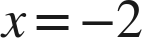 x = −2